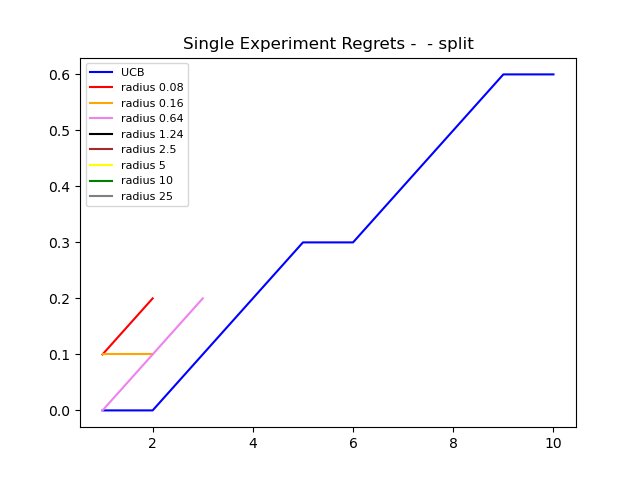 Single Experiment Regrets -  - split
UCB
radius 0.08
radius 0.16
radius 0.64
radius 1.24
radius 2.5
radius 5
radius 10
radius 25
0.6
0.5
0.4
0.3
0.2
0.1
0.0
2 4 6 8 10